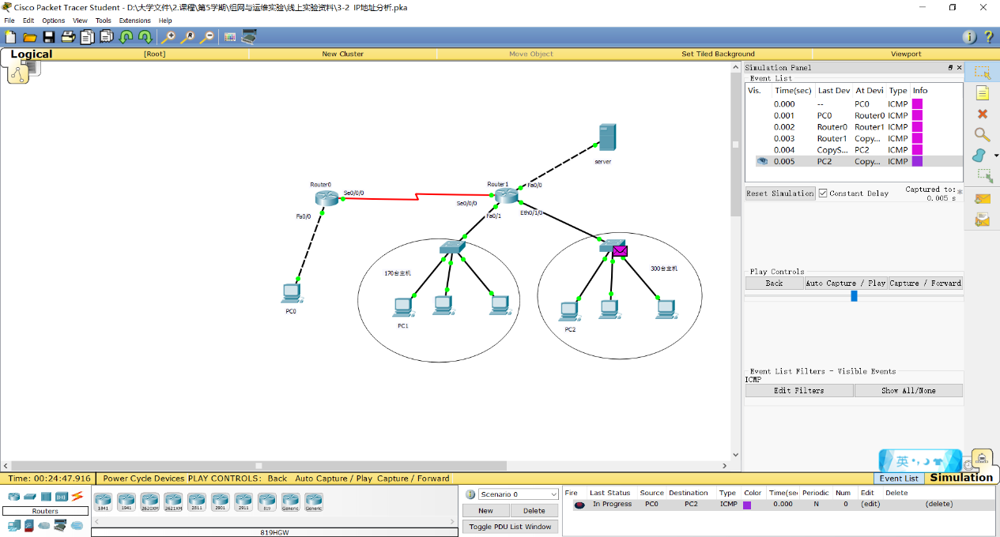 Cisco Packet Tracer Student - D:\大学文件\2.课程\第5学期\组网与运维实验\线上实验资料\3-2 IP地址分析.pka
File Edit Options View Tools Extensions Help
Logical [Root] New Cluster Move Object Set Tiled Background Viewport
Simulation Panel
Event List
Vis. Time(sec) Last Dev At Devi Type Info
0.000 -- PC0 ICMP
0.001 PC0 Router0 ICMP
0.002 Router0 Router1 ICMP
0.003 Router1 Copy... ICMP
0.004 CopyS... PC2 ICMP
0.005 PC2 Copy... ICMP
Reset Simulation Constant Delay Captured to: *
0.005 s
Play Controls
Back Auto Capture / Play Capture / Forward
Event List Filters - Visible Events
ICMP
Edit Filters Show All/None
server
Router0
Se0/0/0
Fa0/0
Router1
Fa0/0
Se0/0/0
Fa0/1
Eth0/1/0
170台主机
300台主机
PC0
PC1
PC2
英
Time: 00:24:47.916 Power Cycle Devices PLAY CONTROLS: Back Auto Capture / Play Capture / Forward
Event List Simulation
Routers
1841 1941 2620XM 2621XM 2811 2901 2911 819 Generic Generic
819HGW
Scenario 0
New Delete
Toggle PDU List Window
Fire Last Status Source Destination Type Color Time(sec Periodic Num Edit Delete
In Progress PC0 PC2 ICMP 0.000 N 0 (edit) (delete)